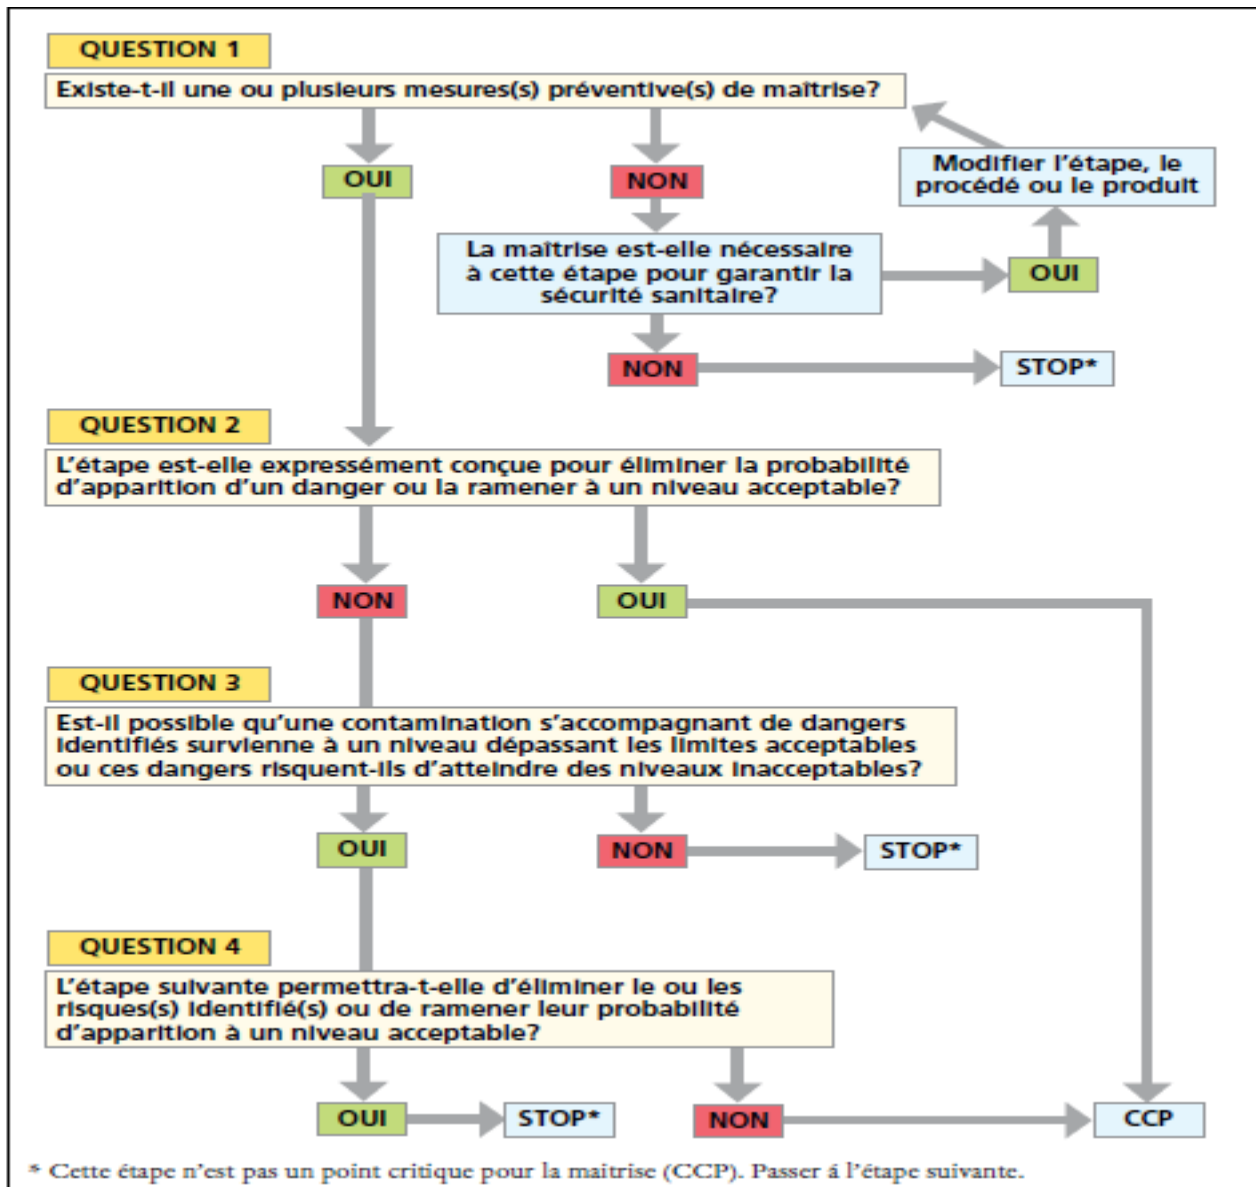 QUESTION 1
Existe-t-il une ou plusieurs mesures(s) préventive(s) de maîtrise?
OUI
NON
Modifier l'étape, le
procédé ou le produit
La maîtrise est-elle nécessaire
à cette étape pour garantir la
sécurité sanitaire?
OUI
NON
STOP*
QUESTION 2
L'étape est-elle expressément conçue pour éliminer la probabilité
d'apparition d'un danger ou la ramener à un niveau acceptable?
NON
OUI
QUESTION 3
Est-il possible qu'une contamination s'accompagnant de dangers
identifiés survienne à un niveau dépassant les limites acceptables
ou ces dangers risquent-ils d'atteindre des niveaux inacceptables?
OUI
NON
STOP*
QUESTION 4
L'étape suivante permettra-t-elle d'éliminer le ou les
risques(s) identifié(s) ou de ramener leur probabilité
d'apparition à un niveau acceptable?
OUI
STOP*
NON
CCP
* Cette étape n'est pas un point critique pour la maitrise (CCP). Passer á l'étape suivante.